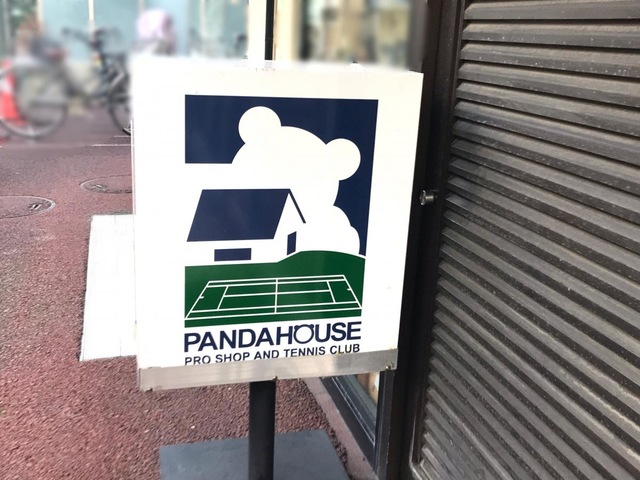 PANDAHOUSE
PRO SHOP AND TENNIS CLUB